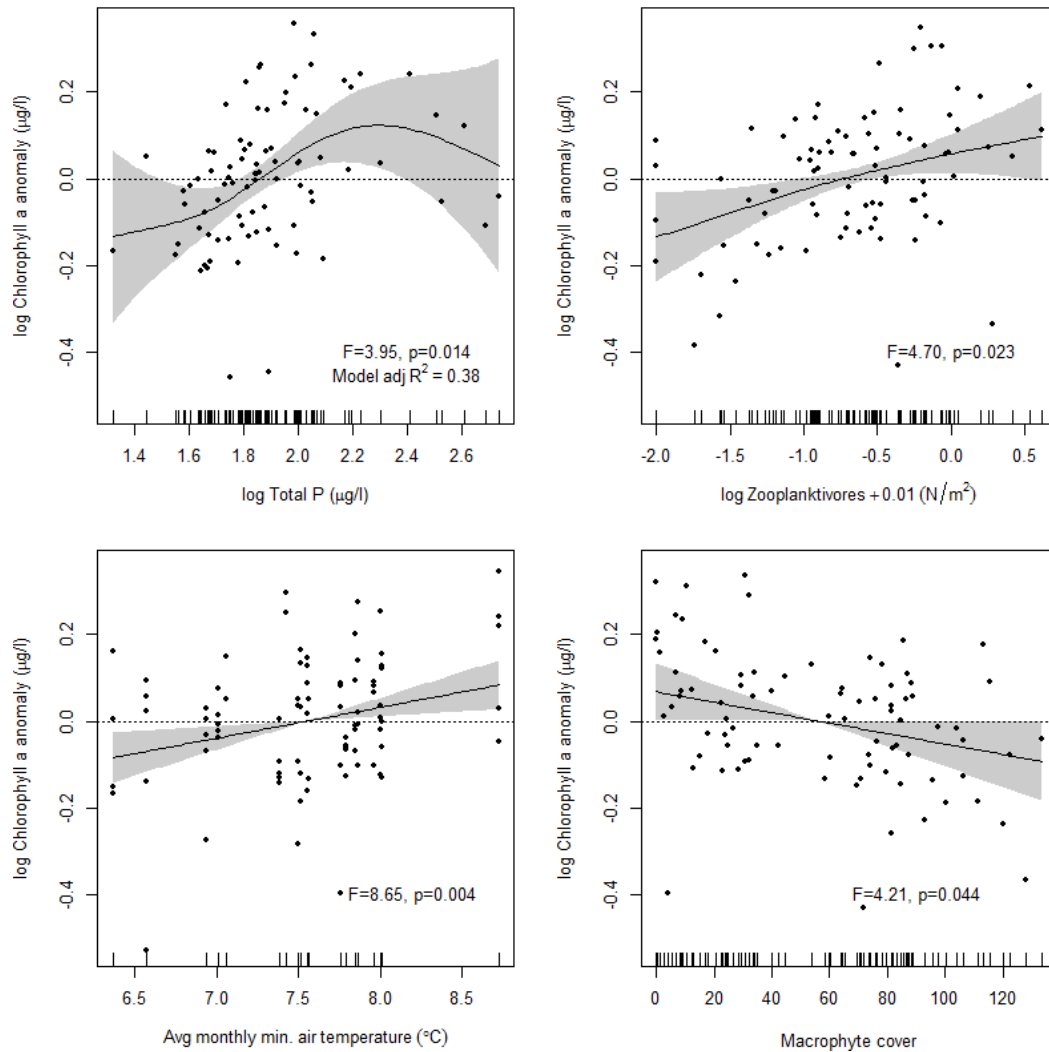 log Chlorophyll a anomaly (µg/l)
0.2
0.0
-0.2
-0.4
F=3.95, p=0.014
Model adj R² = 0.38
1.4 1.6 1.8 2.0 2.2 2.4 2.6
log Total P (µg/l)
log Chlorophyll a anomaly (µg/l)
0.2
0.0
-0.2
-0.4
F=4.70, p=0.023
-2.0 -1.5 -1.0 -0.5 0.0 0.5
log Zooplanktivores + 0.01 (N/m²)
log Chlorophyll a anomaly (µg/l)
0.2
0.0
-0.2
-0.4
F=8.65, p=0.004
6.5 7.0 7.5 8.0 8.5
Avg monthly min. air temperature (°C)
log Chlorophyll a anomaly (µg/l)
0.2
0.0
-0.2
-0.4
F=4.21, p=0.044
0 20 40 60 80 100 120
Macrophyte cover